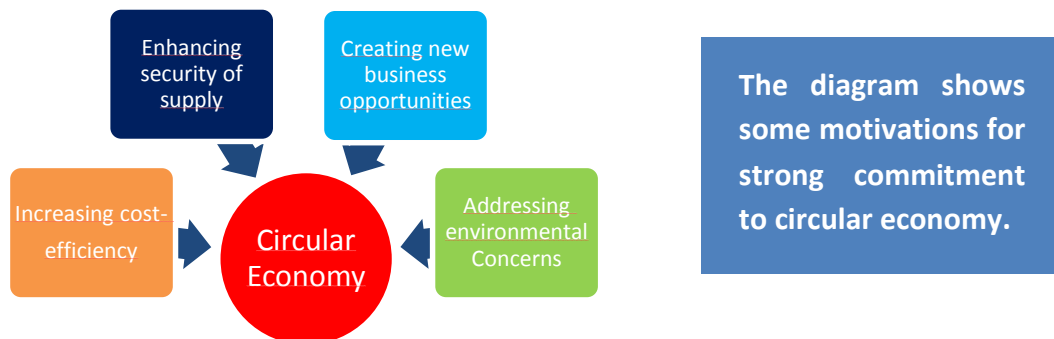 Enhancing
security of
supply
Creating new
business
opportunities
Increasing cost-
efficiency
Addressing
environmental
Concerns
Circular
Economy
The diagram shows
some motivations for
strong commitment
to circular economy.